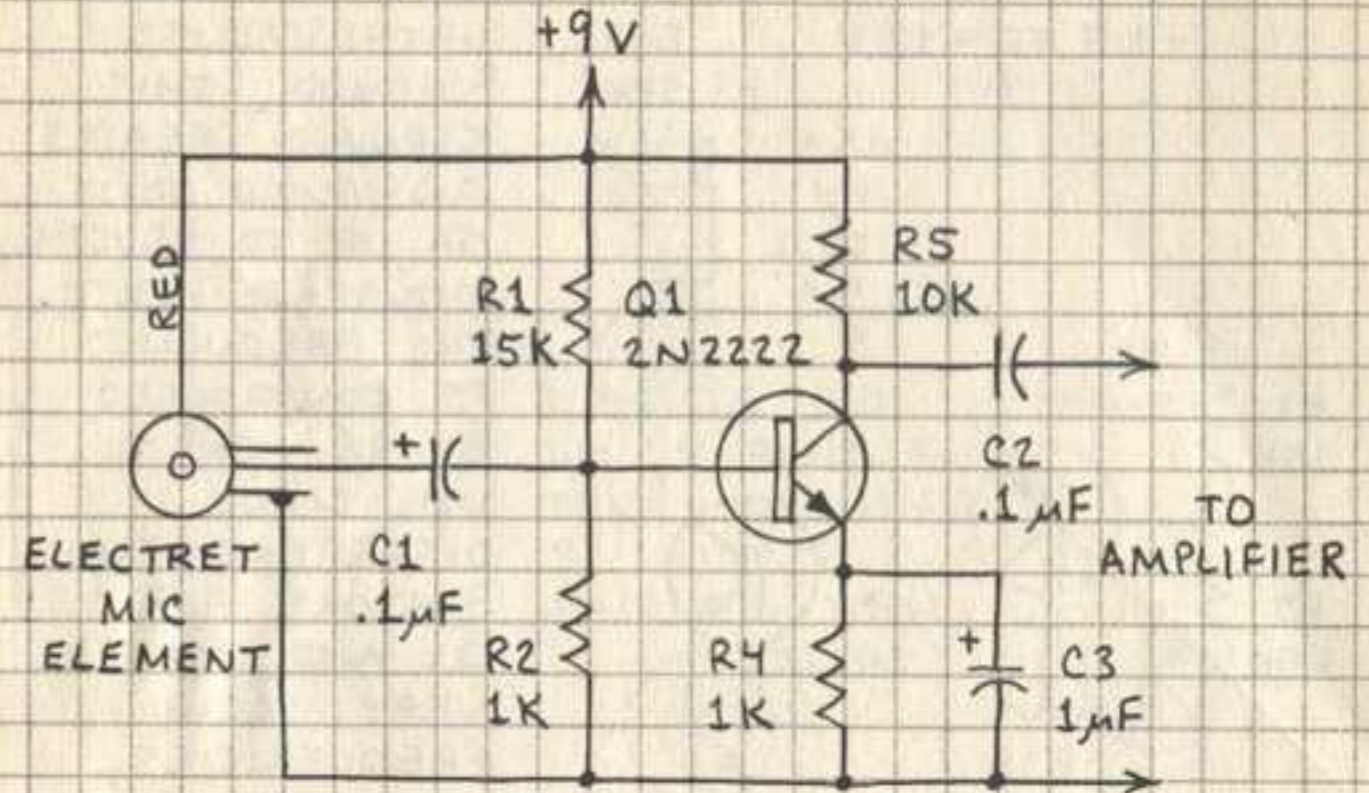 +9V
RED
R1
15K
Q1
2N2222
R5
10K
+
C1
.1µF
C2
.1µF
TO
AMPLIFIER
ELECTRET
MIC
ELEMENT
R2
1K
R4
1K
+
C3
1µF